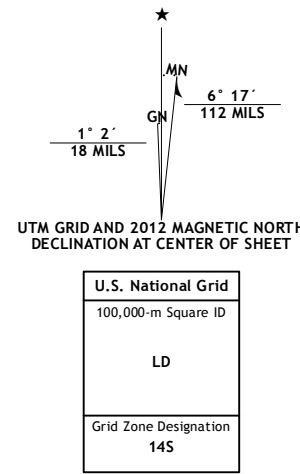 ★
MN
GN
6° 17´
112 MILS
1° 2´
18 MILS
UTM GRID AND 2012 MAGNETIC NORTH
DECLINATION AT CENTER OF SHEET
U.S. National Grid
100,000-m Square ID
LD
Grid Zone Designation
14S